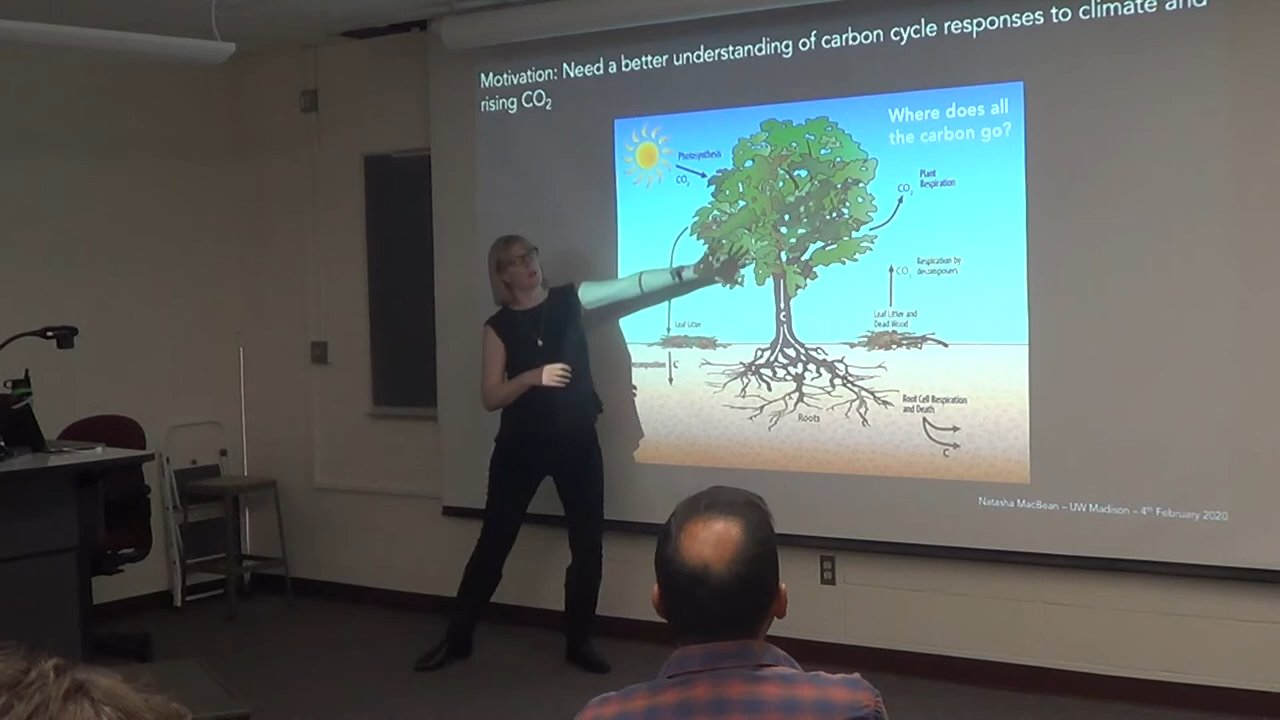 Motivation: Need a better understanding of carbon cycle responses to climate and
rising CO₂
Where does all
the carbon go?
Photosynthesis
CO₂
Plant
Respiration
CO₂
Respiration by
decomposers
CO₂
C
Leaf Litter
Leaf Litter and
Dead Wood
C
Roots
Root Cell Respiration
and Death
C
Natasha MacBean – UW Madison – 4th February 2020